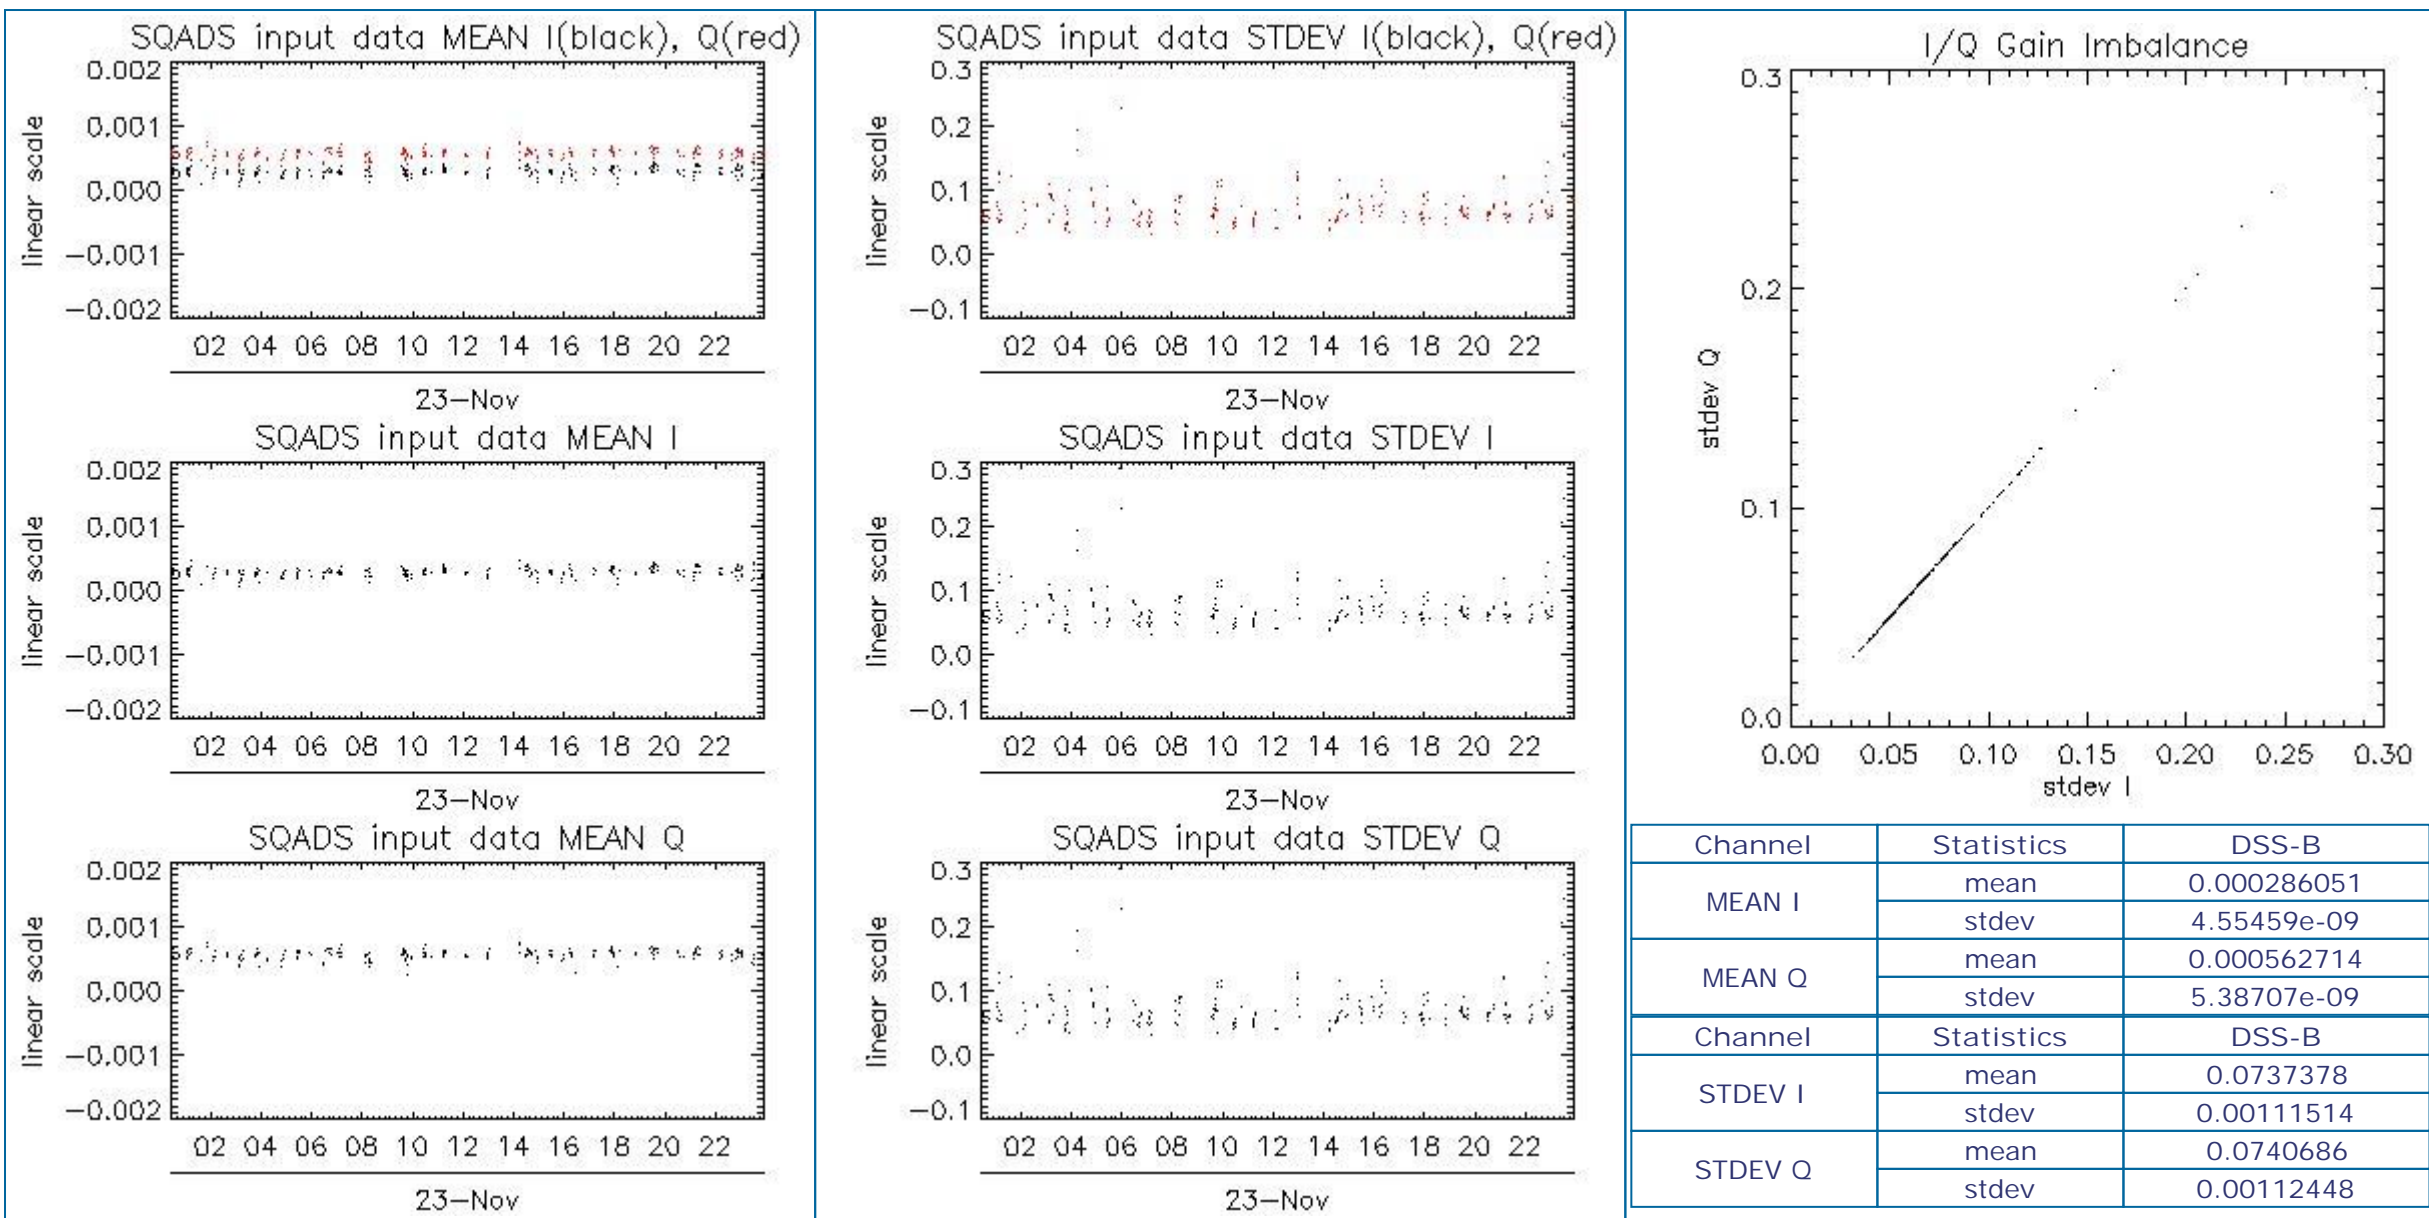 SQADS input data MEAN I(black), Q(red)
0.002
0.001
0.000
-0.001
-0.002
linear scale
02 04 06 08 10 12 14 16 18 20 22
23-Nov
SQADS input data MEAN I
0.002
0.001
0.000
-0.001
-0.002
linear scale
02 04 06 08 10 12 14 16 18 20 22
23-Nov
SQADS input data MEAN Q
0.002
0.001
0.000
-0.001
-0.002
linear scale
02 04 06 08 10 12 14 16 18 20 22
23-Nov
SQADS input data STDEV I(black), Q(red)
0.3
0.2
0.1
0.0
-0.1
linear scale
02 04 06 08 10 12 14 16 18 20 22
23-Nov
SQADS input data STDEV I
0.3
0.2
0.1
0.0
-0.1
linear scale
02 04 06 08 10 12 14 16 18 20 22
23-Nov
SQADS input data STDEV Q
0.3
0.2
0.1
0.0
-0.1
linear scale
02 04 06 08 10 12 14 16 18 20 22
23-Nov
I/Q Gain Imbalance
0.3
0.2
0.1
0.0
stdev Q
0.00 0.05 0.10 0.15 0.20 0.25 0.30
stdev I
Channel Statistics DSS-B
MEAN I mean 0.000286051
stdev 4.55459e-09
MEAN Q mean 0.000562714
stdev 5.38707e-09
Channel Statistics DSS-B
STDEV I mean 0.0737378
stdev 0.00111514
STDEV Q mean 0.0740686
stdev 0.00112448